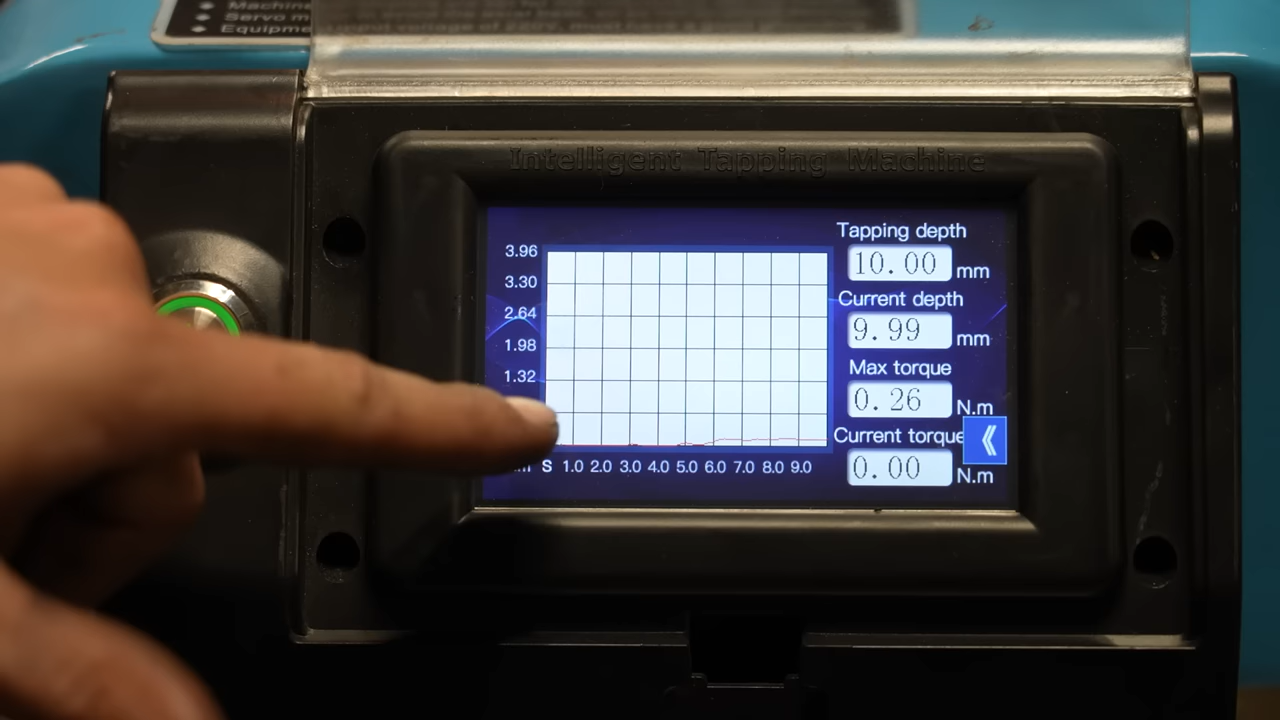 Machine
Servo m
Equipme
Intelligent Tapping Machine
3.96
3.30
2.64
1.98
1.32
S 1.0 2.0 3.0 4.0 5.0 6.0 7.0 8.0 9.0
Tapping depth
10.00 mm
Current depth
9.99 mm
Max torque
0.26 N.m
Current torque
0.00 N.m